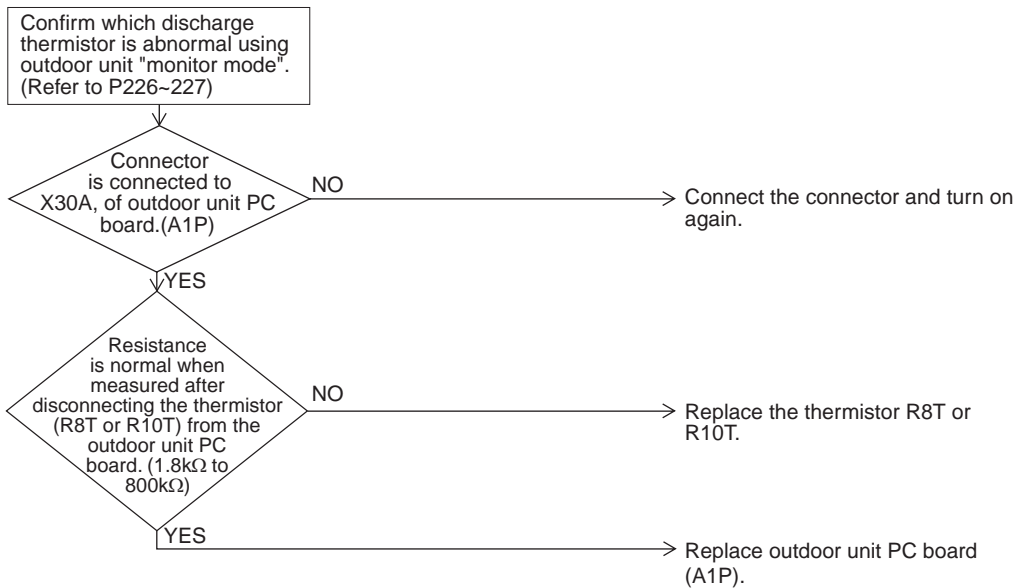 Confirm which discharge
thermistor is abnormal using
outdoor unit "monitor mode".
(Refer to P226~227)
Connector
is connected to
X30A, of outdoor unit PC
board.(A1P)
NO
Connect the connector and turn on
again.
YES
Resistance
is normal when
measured after
disconnecting the thermistor
(R8T or R10T) from the
outdoor unit PC
board. (1.8kΩ to
800kΩ)
NO
Replace the thermistor R8T or
R10T.
YES
Replace outdoor unit PC board
(A1P).